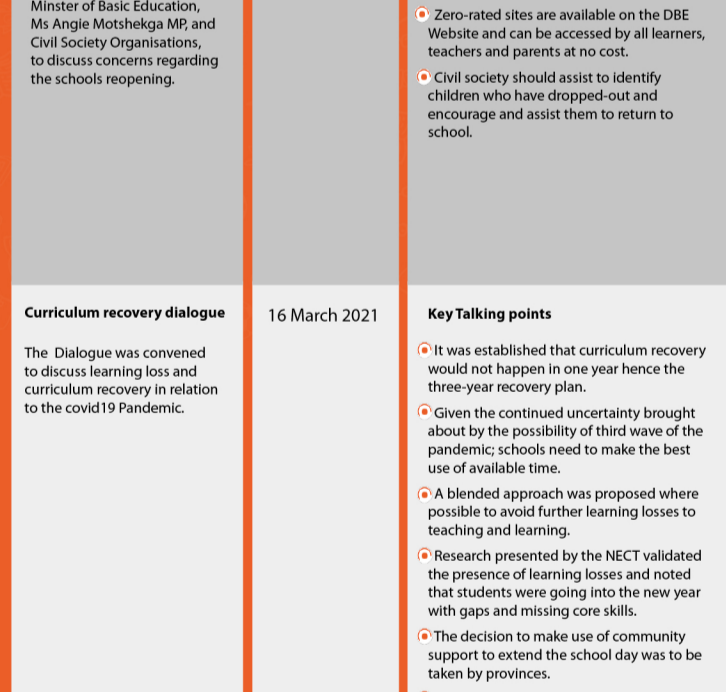 Minster of Basic Education,
Ms Angie Motshekga MP, and
Civil Society Organisations,
to discuss concerns regarding
the schools reopening.
Zero-rated sites are available on the DBE
Website and can be accessed by all learners,
teachers and parents at no cost.
Civil society should assist to identify
children who have dropped-out and
encourage and assist them to return to
school.
Curriculum recovery dialogue
The Dialogue was convened
to discuss learning loss and
curriculum recovery in relation
to the covid19 Pandemic.
16 March 2021
Key Talking points
It was established that curriculum recovery
would not happen in one year hence the
three-year recovery plan.
Given the continued uncertainty brought
about by the possibility of third wave of the
pandemic; schools need to make the best
use of available time.
A blended approach was proposed where
possible to avoid further learning losses to
teaching and learning.
Research presented by the NECT validated
the presence of learning losses and noted
that students were going into the new year
with gaps and missing core skills.
The decision to make use of community
support to extend the school day was to be
taken by provinces.